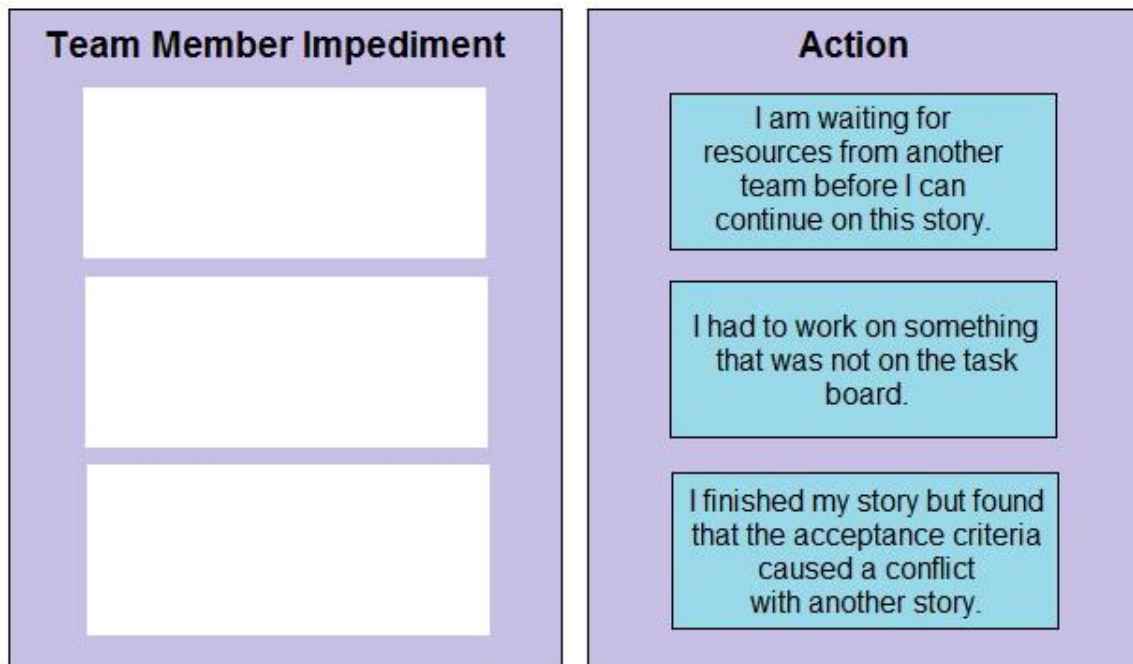 Team Member Impediment
Action
I am waiting for
resources from another
team before I can
continue on this story.
I had to work on something
that was not on the task
board.
I finished my story but found
that the acceptance criteria
caused a conflict
with another story.